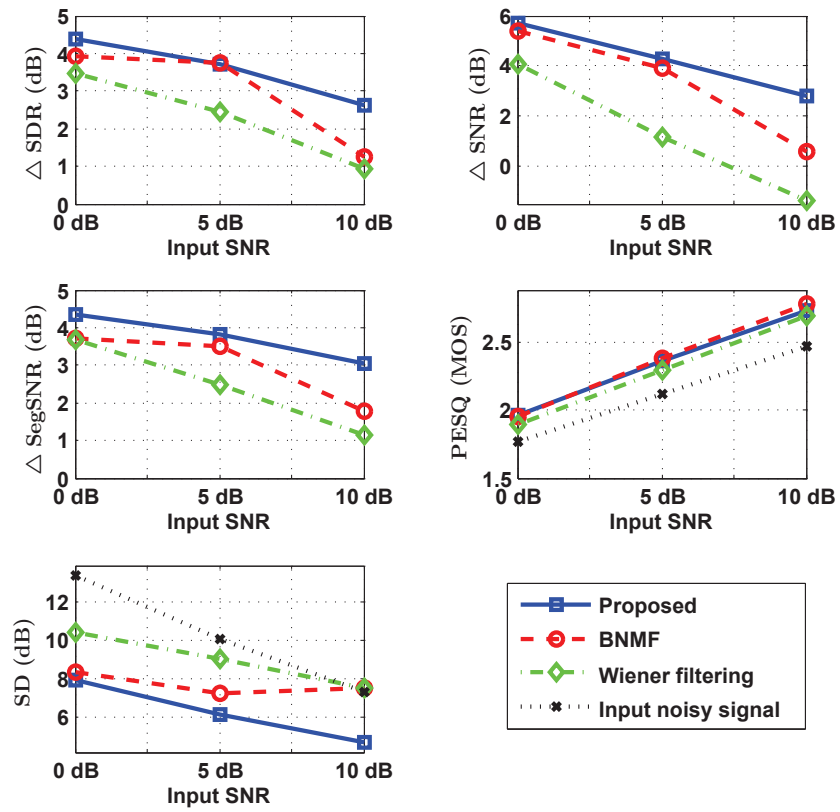 △ SDR (dB)
5
4
3
2
1
0
0 dB
5 dB
10 dB
Input SNR
△ SNR (dB)
6
4
2
0
0 dB
5 dB
10 dB
Input SNR
△ SegSNR (dB)
5
4
3
2
1
0
0 dB
5 dB
10 dB
Input SNR
PESQ (MOS)
2.5
2
1.5
0 dB
5 dB
10 dB
Input SNR
SD (dB)
12
10
8
6
0 dB
5 dB
10 dB
Input SNR
Proposed
BNMF
Wiener filtering
Input noisy signal